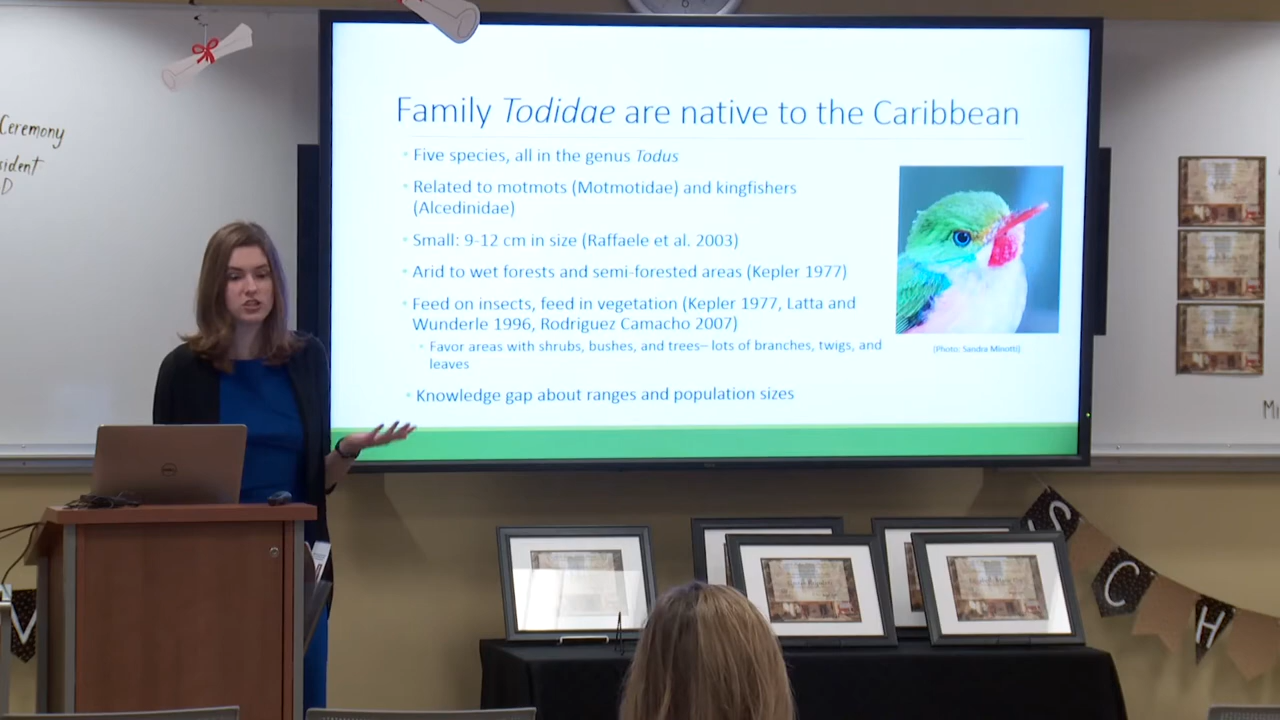 Ceremony
sident
D
Family Todidae are native to the Caribbean
Five species, all in the genus Todus
Related to motmots (Motmotidae) and kingfishers
(Alcedinidae)
Small: 9-12 cm in size (Raffaele et al. 2003)
Arid to wet forests and semi-forested areas (Kepler 1977)
Feed on insects, feed in vegetation (Kepler 1977, Latta and
Wunderle 1996, Rodriguez Camacho 2007)
Favor areas with shrubs, bushes, and trees– lots of branches, twigs, and
leaves
Knowledge gap about ranges and population sizes
(Photo: Sandra Minotti)
DELL
S
C
H